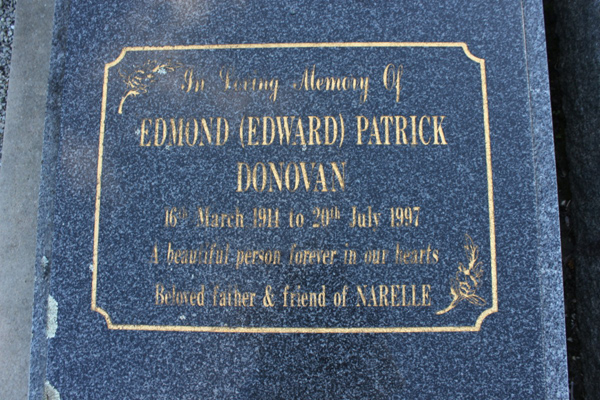 In Loving Memory Of
EDMOND (EDWARD) PATRICK
DONOVAN
16th March 1914 to 20th July 1997
A beautiful person forever in our hearts
Beloved father & friend of NARELLE